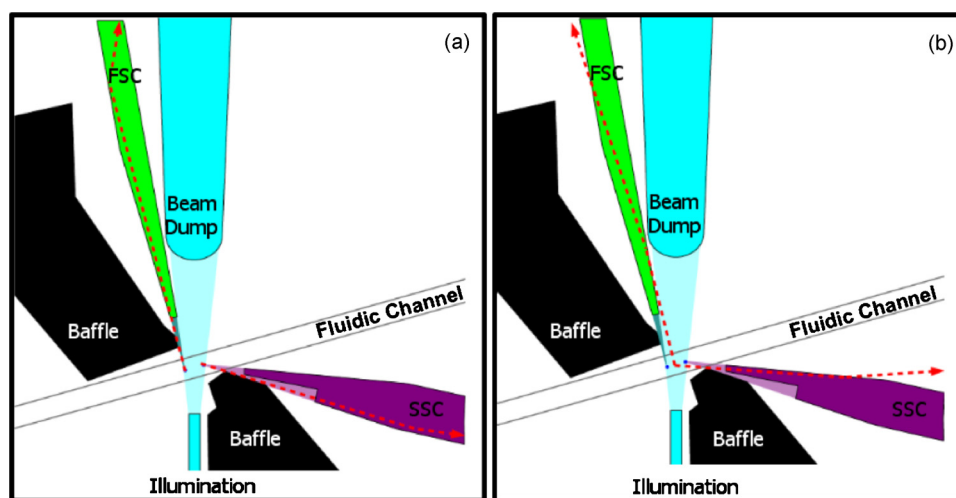 (a)
FSC
Beam
Dump
Fluidic Channel
Baffle
SSC
Baffle
Illumination
(b)
FSC
Beam
Dump
Fluidic Channel
Baffle
SSC
Baffle
Illumination